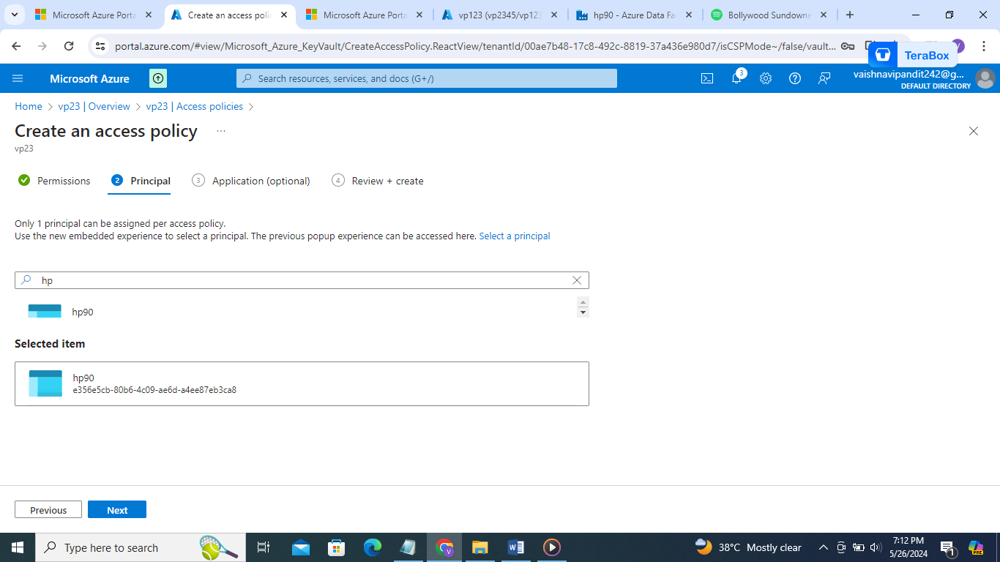 Microsoft Azure Porta
Create an access polic
Microsoft Azure Porta
vp123 (vp2345/vp123
hp90 - Azure Data Fa
Bollywood Sundowne
portal.azure.com/#view/Microsoft_Azure_KeyVault/CreateAccessPolicy.ReactView/tenantId/00ae7b48-17c8-492c-8819-37a436e980d7/isCSPMode~/false/vault...
V
TeraBox
Microsoft Azure
Search resources, services, and docs (G+/)
3
vaishnavipandit242@g...
DEFAULT DIRECTORY
Home > vp23 | Overview > vp23 | Access policies >
Create an access policy ...
vp23
Permissions
2 Principal
3 Application (optional)
4 Review + create
Only 1 principal can be assigned per access policy.
Use the new embedded experience to select a principal. The previous popup experience can be accessed here. Select a principal
hp
hp90
Selected item
hp90
e356e5cb-80b6-4c09-ae6d-a4ee87eb3ca8
Previous
Next
Type here to search
38°C Mostly clear
7:12 PM
5/26/2024
1
PRE